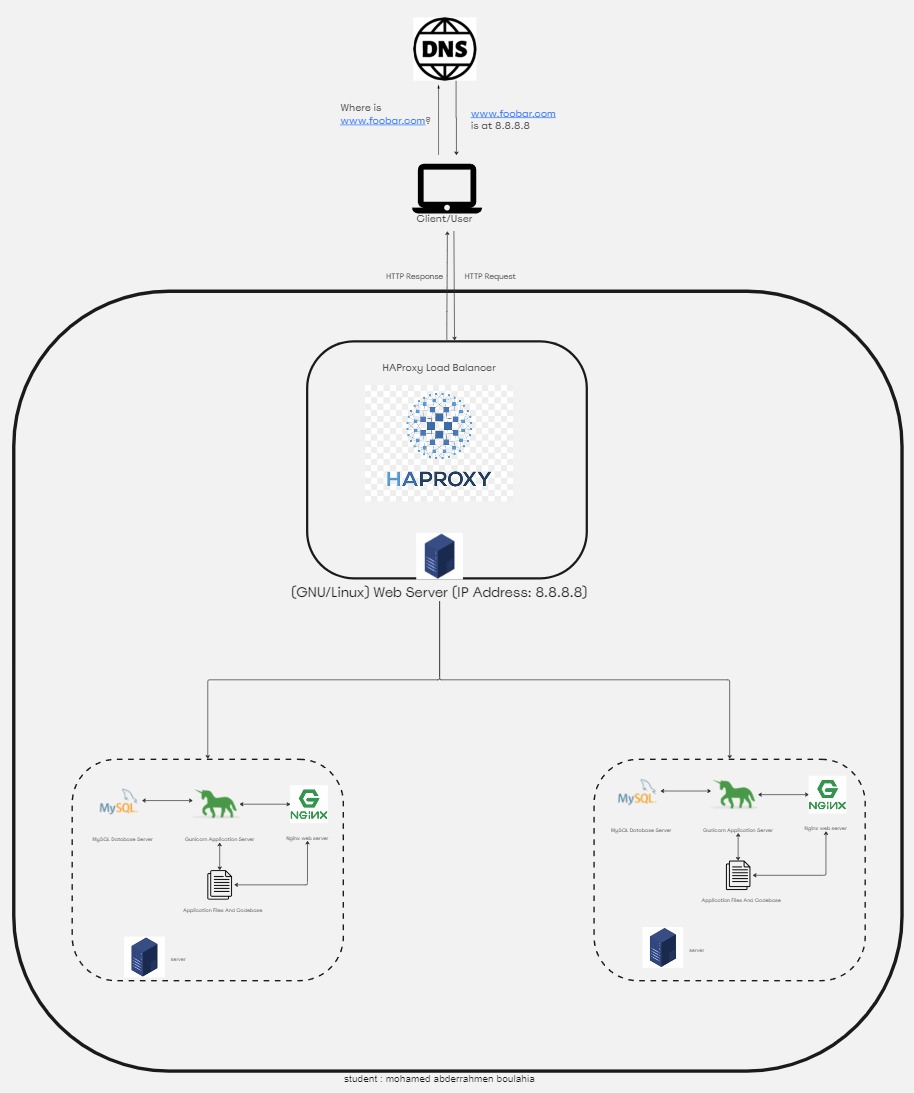 DNS
Where is
www.foobar.com?
www.foobar.com
is at 8.8.8.8
Client/User
HTTP Response
HTTP Request
HAProxy Load Balancer
HAPROXY
(GNU/Linux) Web Server (IP Address: 8.8.8.8)
MySQL
NGiNX
MySQL Database Server
Gunicorn Application Server
Nginx web server
Application Files And Codebase
server
MySQL
NGiNX
MySQL Database Server
Gunicorn Application Server
Nginx web server
Application Files And Codebase
server
student : mohamed abderrahmen boulahia